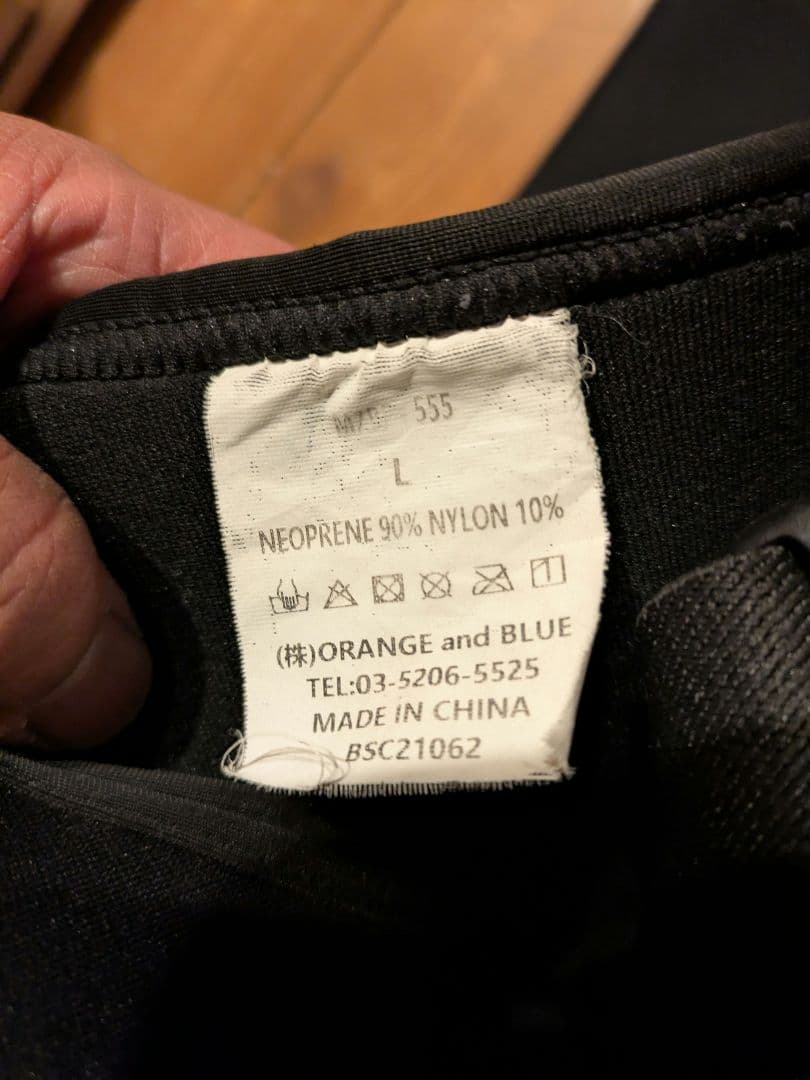 555
L
NEOPRENE 90% NYLON 10%
(株)ORANGE and BLUE
TEL:03-5206-5525
MADE IN CHINA
BSC21062